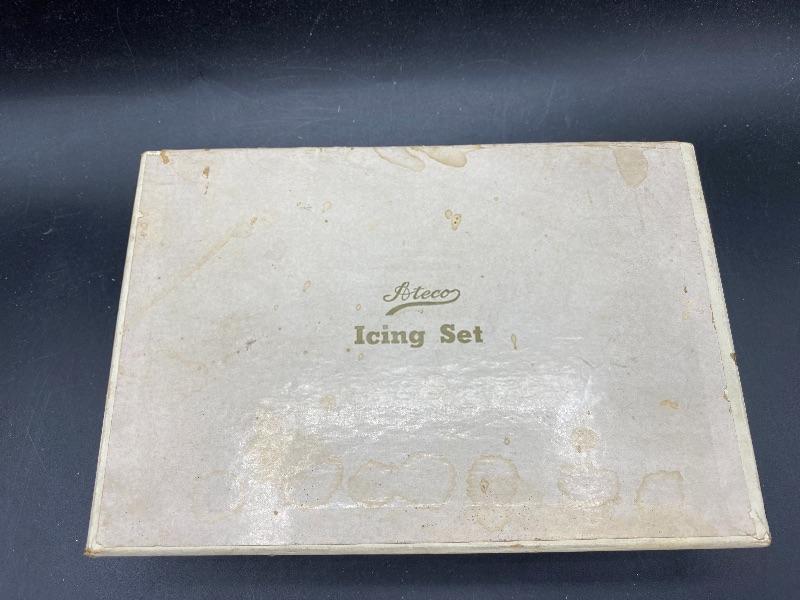 Ateco
Icing Set